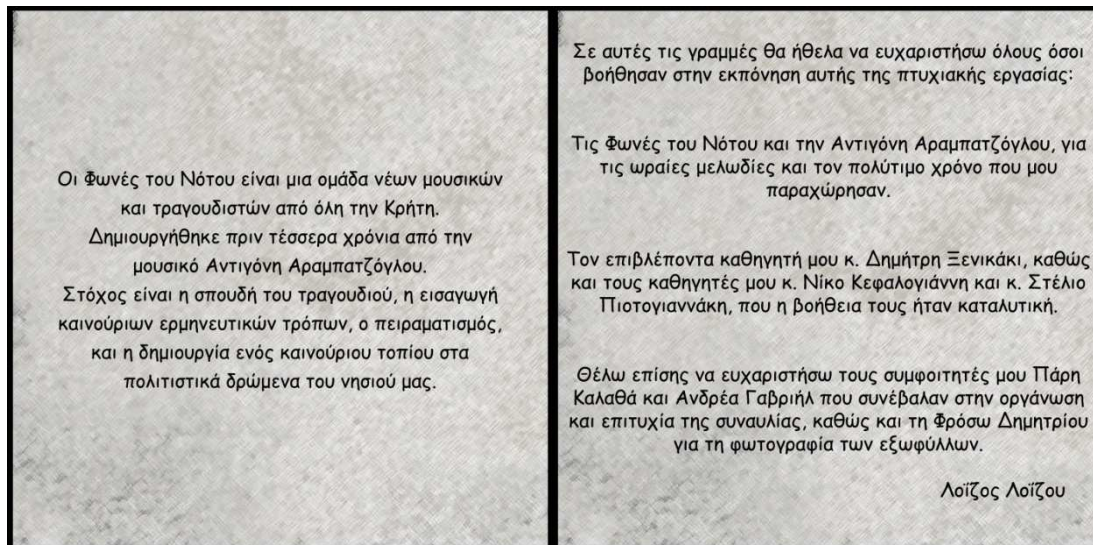 Οι Φωνές του Νότου είναι μια ομάδα νέων μουσικών
και τραγουδιστών από όλη την Κρήτη.
Δημιουργήθηκε πριν τέσσερα χρόνια από την
μουσικό Αντιγόνη Αραμπατζόγλου.
Στόχος είναι η σπουδή του τραγουδιού, η εισαγωγή
καινούριων ερμηνευτικών τρόπων, ο πειραματισμός,
και η δημιουργία ενός καινούριου τοπίου στα
πολιτιστικά δρώμενα του νησιού μας.
Σε αυτές τις γραμμές θα ήθελα να ευχαριστήσω όλους όσοι
βοήθησαν στην εκπόνηση αυτής της πτυχιακής εργασίας:
Τις Φωνές του Νότου και την Αντιγόνη Αραμπατζόγλου, για
τις ωραίες μελωδίες και τον πολύτιμο χρόνο που μου
παραχώρησαν.
Τον επιβλέποντα καθηγητή μου κ. Δημήτρη Ξενικάκι, καθώς
και τους καθηγητές μου κ. Νίκο Κεφαλογιάννη και κ. Στέλιο
Πιοτογιαννάκη, που η βοήθεια τους ήταν καταλυτική.
Θέλω επίσης να ευχαριστήσω τους συμφοιτητές μου Πάρη
Καλαθά και Ανδρέα Γαβριήλ που συνέβαλαν στην οργάνωση
και επιτυχία της συναυλίας, καθώς και τη Φρόσω Δημητρίου
για τη φωτογραφία των εξωφύλλων.
Λοΐζος Λοΐζου